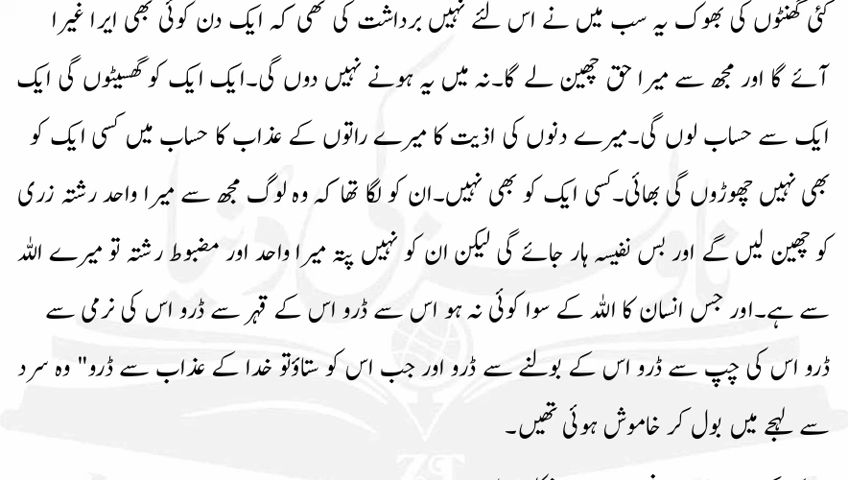 کئی گھنٹوں کی بھوک یہ سب میں نے اس لئے نہیں برداشت کی تھی کہ ایک دن کوئی بھی ایرا غیرا
آئے گا اور مجھ سے میرا حق چھین لے گا۔نہ میں یہ ہونے نہیں دوں گی۔ایک ایک کو گھسیٹوں گی ایک
ایک سے حساب لوں گی۔میرے دنوں کی اذیت کا میرے راتوں کے عذاب کا حساب میں کسی ایک کو
بھی نہیں چھوڑوں گی بھائی۔کسی ایک کو بھی نہیں۔ان کو لگا تھا کہ وہ لوگ مجھ سے میرا واحد رشتہ زری
کو چھین لیں گے اور بس نفیسہ ہار جائے گی لیکن ان کو نہیں پتہ میرا واحد اور مضبوط رشتہ تو میرے اللہ
سے ہے۔اور جس انسان کا اللہ کے سوا کوئی نہ ہو اس سے ڈرو اس کے قہر سے ڈرو اس کی نرمی سے
ڈرو اس کی چپ سے ڈرو اس کے بولنے سے ڈرو اور جب اس کو ستاؤتو خدا کے عذاب سے ڈرو" وہ سرد
سے لہجے میں بول کر خاموش ہوئی تھیں۔
ناولز کی دنیا